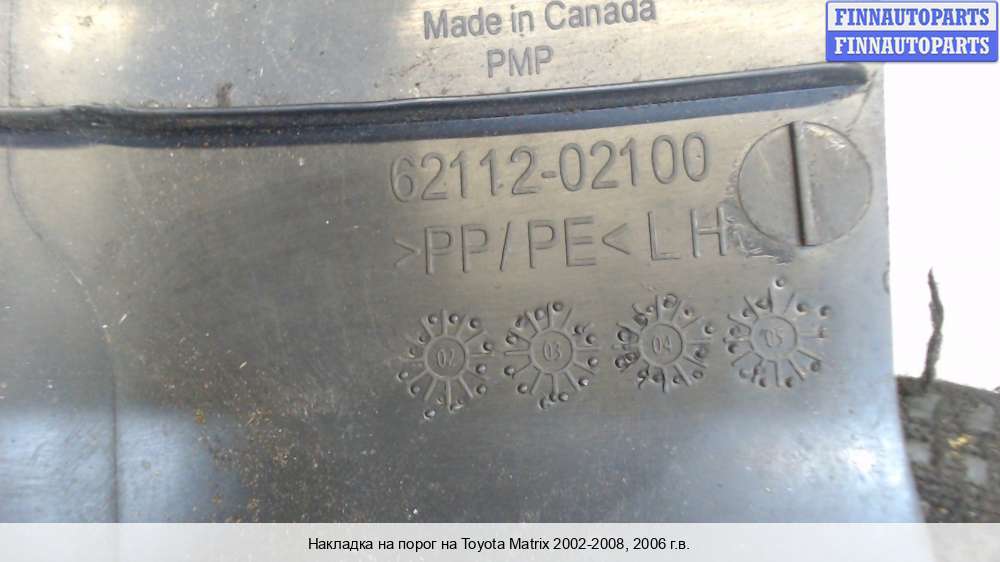 FINNAUTOPARTS
FINNAUTOPARTS
Made in Canada
PMP
62112-02100
>PP/PE< LH
02 03 04 05
Накладка на порог на Toyota Matrix 2002-2008, 2006 г.в.